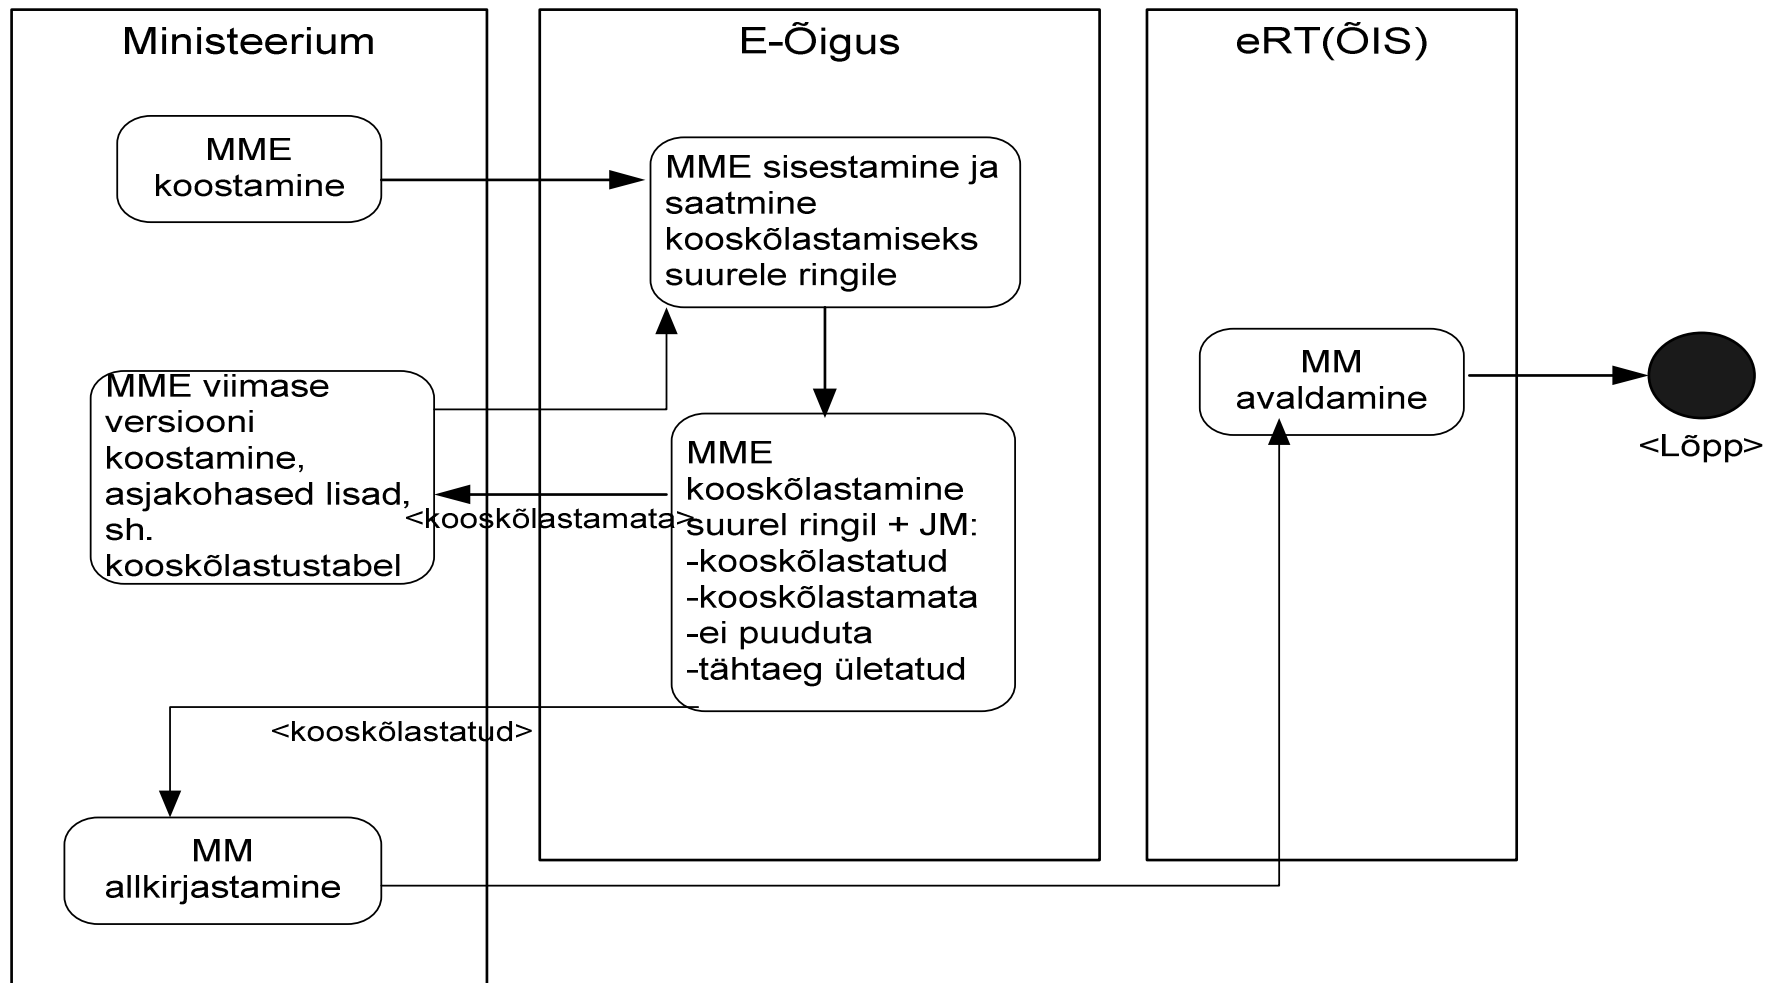 Ministeerium
E-Õigus
eRT(ÕIS)
MME
koostamine
MME sisestamine ja
saatmine
kooskõlastamiseks
suurele ringile
MME viimase
versiooni
koostamine,
asjakohased lisad,
sh.
kooskõlastustabel
<kooskõlastamata>
MME
kooskõlastamine
suurel ringil + JM:
-kooskõlastatud
-kooskõlastamata
-ei puuduta
-tähtaeg ületatud
MM
avaldamine
<Lõpp>
<kooskõlastatud>
MM
allkirjastamine